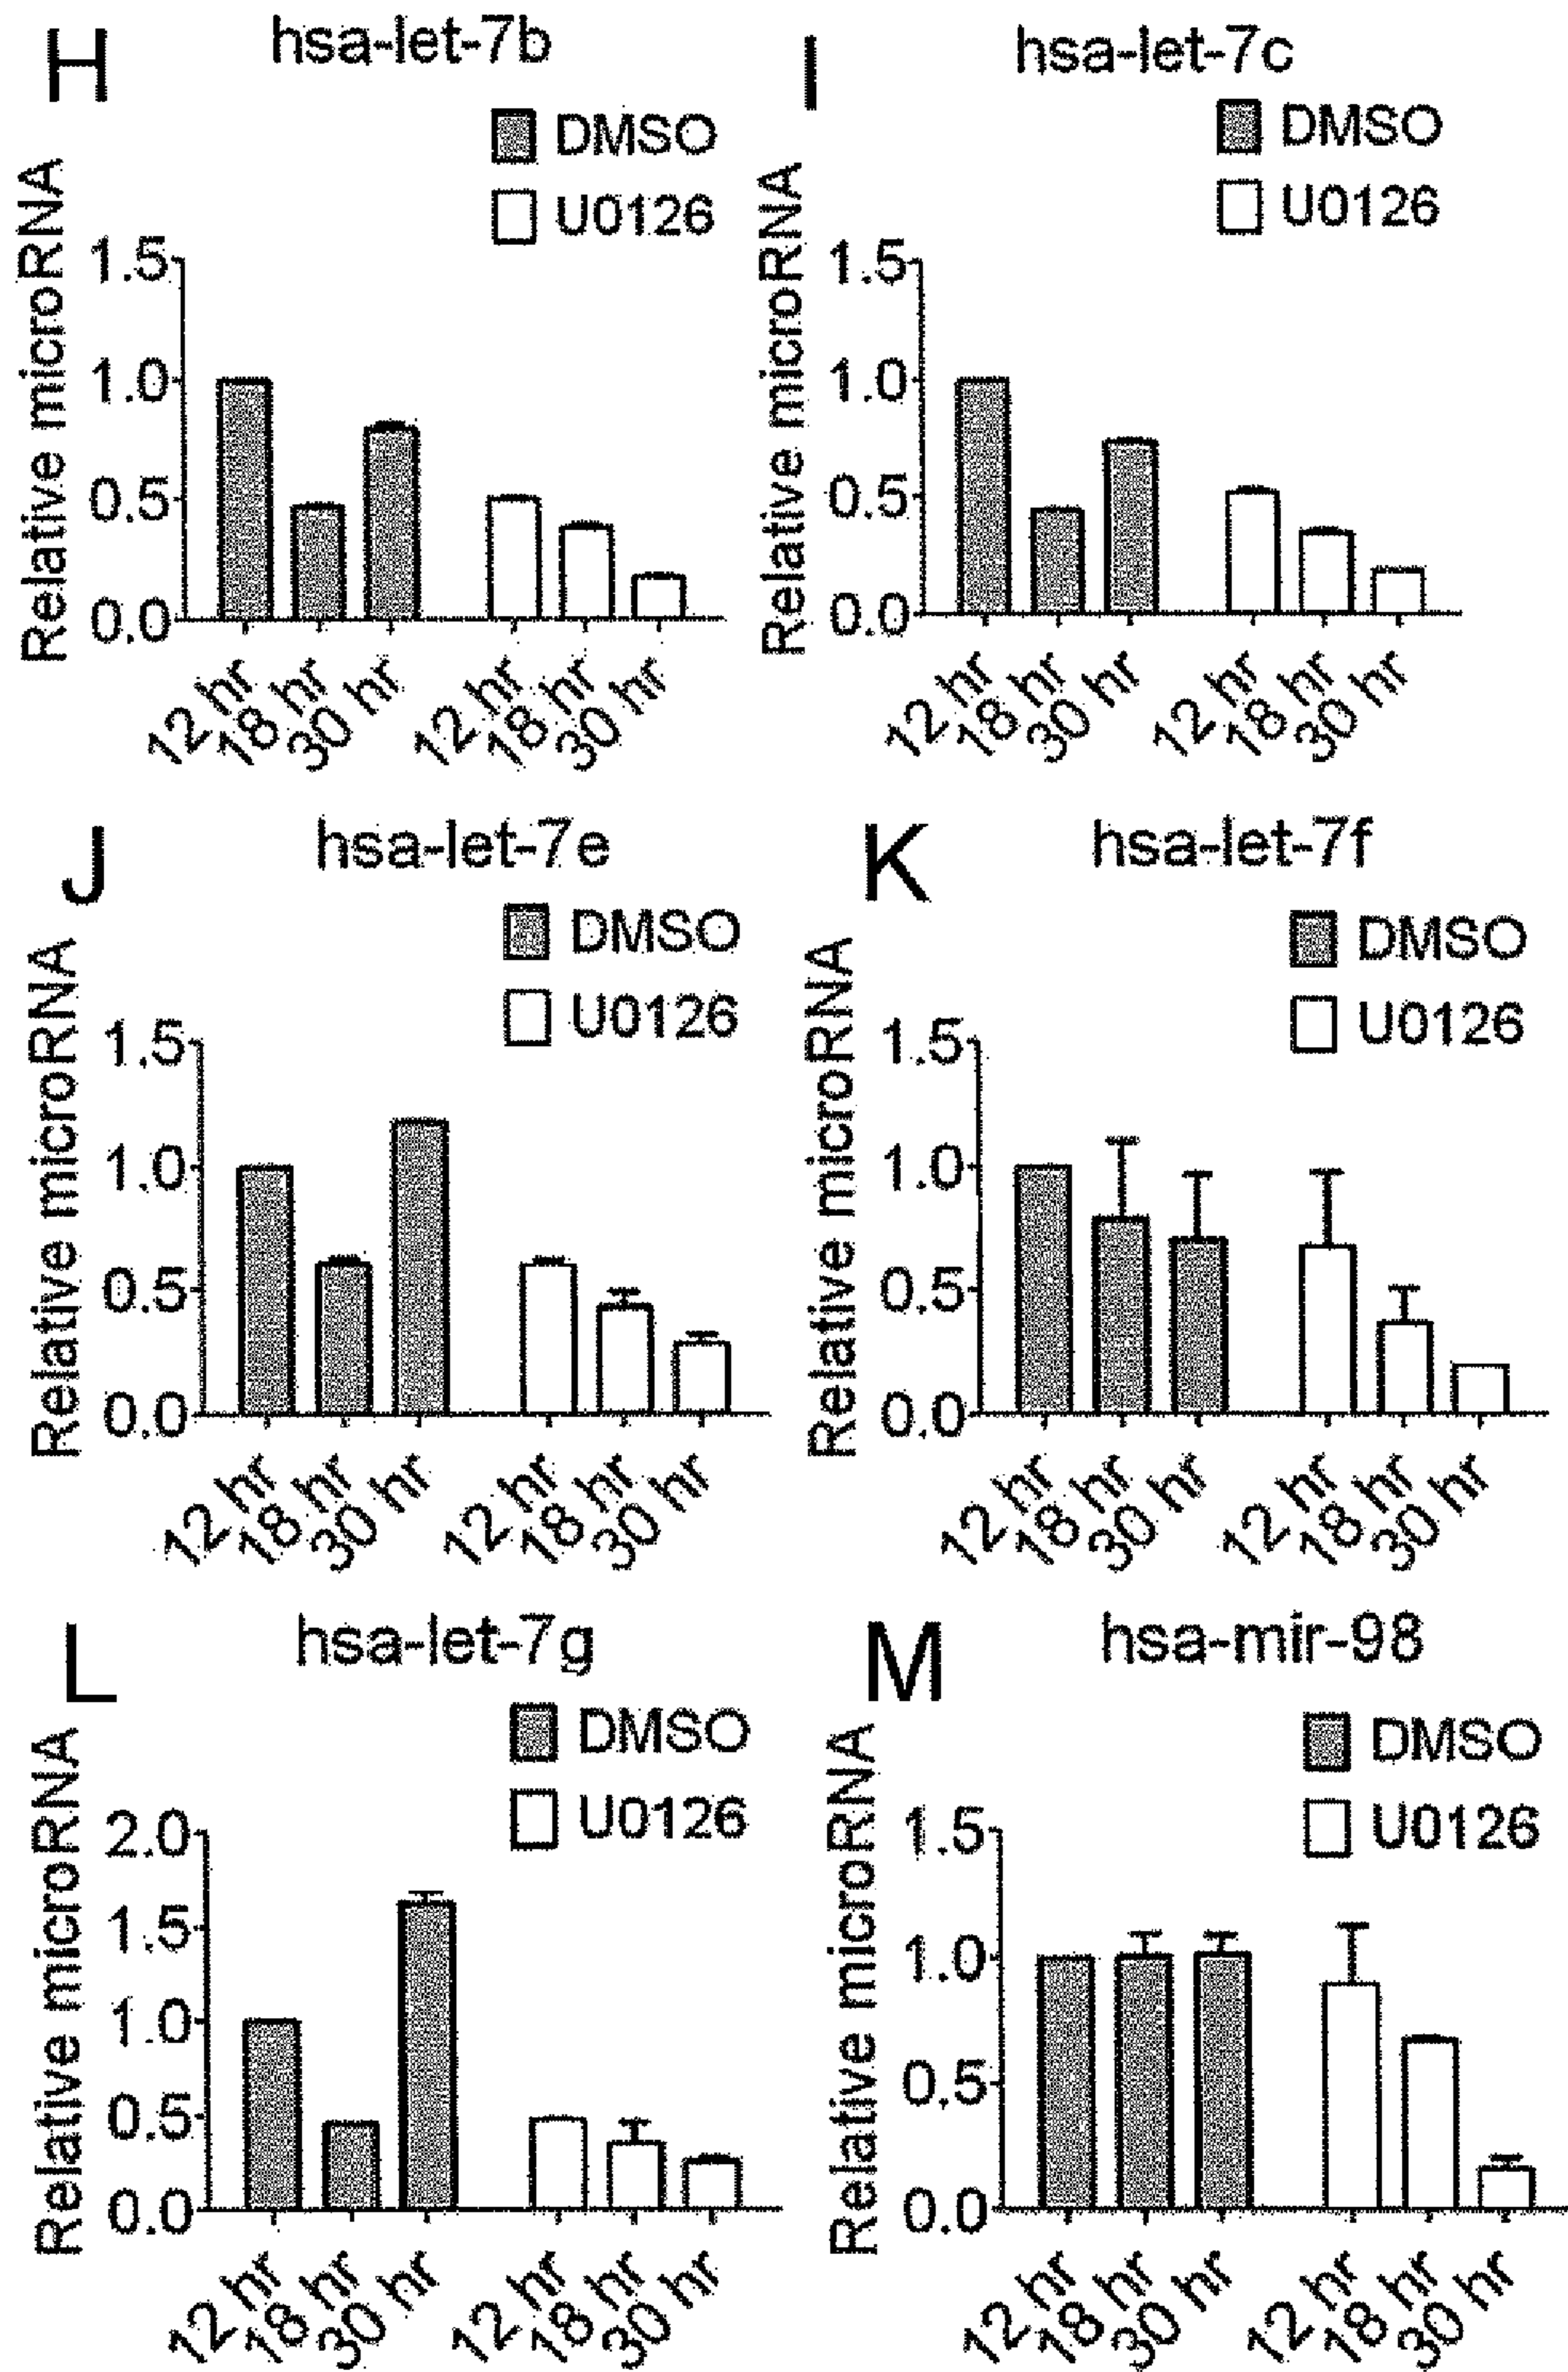 H hsa-let-7b
DMSO
U0126
Relative microRNA
1.5
1.0
0.5
0.0
12 hr 18 hr 30 hr 12 hr 18 hr 30 hr
I hsa-let-7c
DMSO
U0126
Relative microRNA
1.5
1.0
0.5
0.0
12 hr 18 hr 30 hr 12 hr 18 hr 30 hr
J hsa-let-7e
DMSO
U0126
Relative microRNA
1.5
1.0
0.5
0.0
12 hr 18 hr 30 hr 12 hr 18 hr 30 hr
K hsa-let-7f
DMSO
U0126
Relative microRNA
1.5
1.0
0.5
0.0
12 hr 18 hr 30 hr 12 hr 18 hr 30 hr
L hsa-let-7g
DMSO
U0126
Relative microRNA
2.0
1.5
1.0
0.5
0.0
12 hr 18 hr 30 hr 12 hr 18 hr 30 hr
M hsa-mir-98
DMSO
U0126
Relative microRNA
1.5
1.0
0.5
0.0
12 hr 18 hr 30 hr 12 hr 18 hr 30 hr